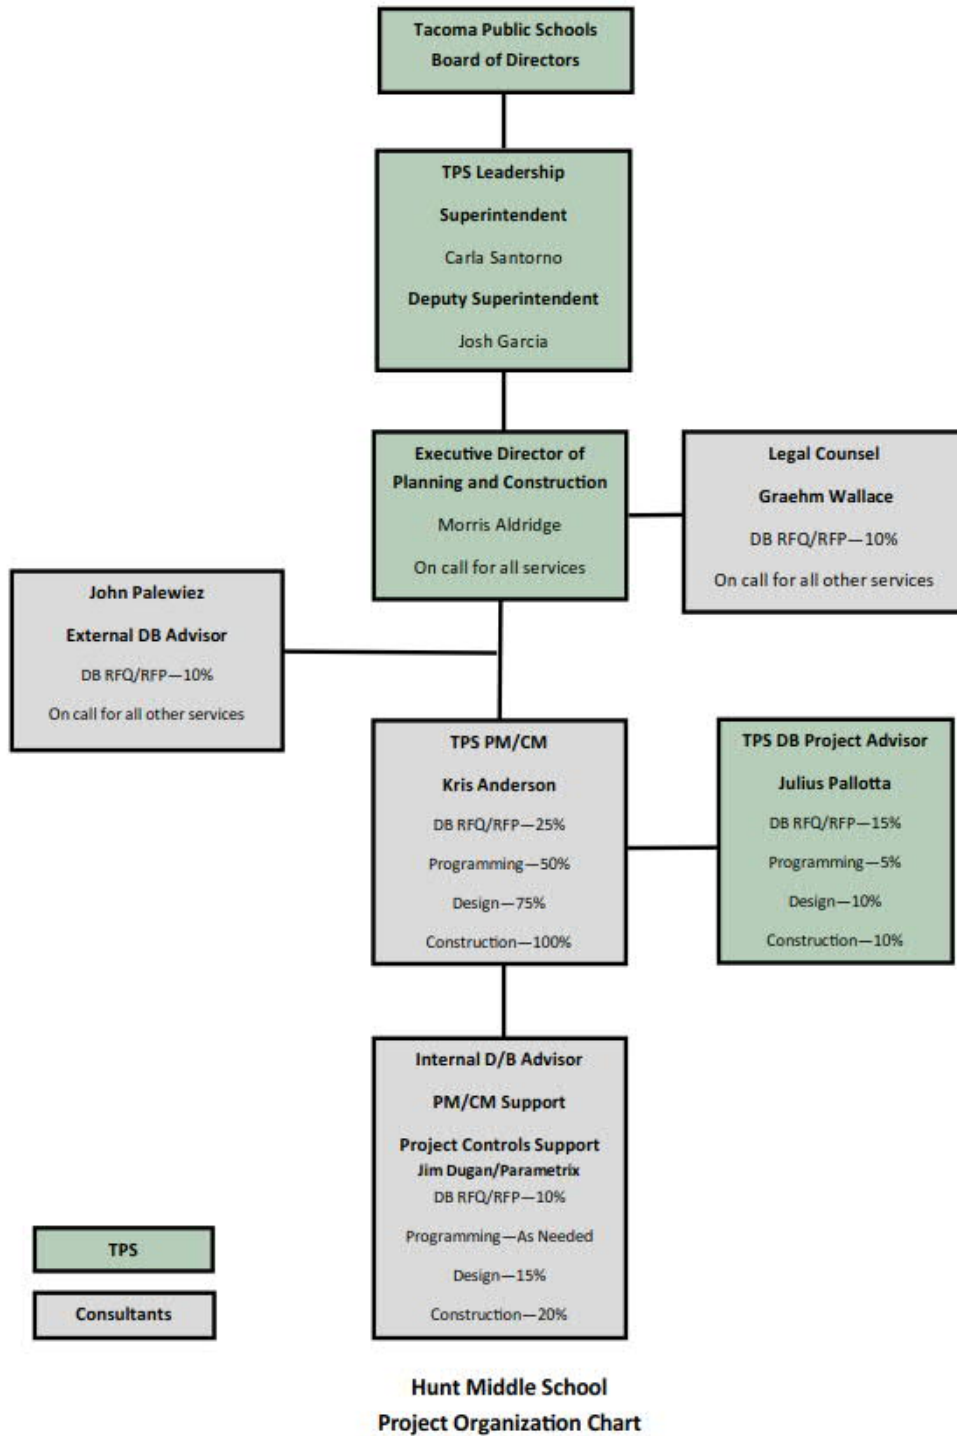 Tacoma Public Schools
Board of Directors
TPS Leadership
Superintendent
Carla Santorno
Deputy Superintendent
Josh Garcia
Executive Director of
Planning and Construction
Morris Aldridge
On call for all services
Legal Counsel
Graehm Wallace
DB RFQ/RFP—10%
On call for all other services
John Palewiez
External DB Advisor
DB RFQ/RFP—10%
On call for all other services
TPS PM/CM
Kris Anderson
DB RFQ/RFP—25%
Programming—50%
Design—75%
Construction—100%
TPS DB Project Advisor
Julius Pallotta
DB RFQ/RFP—15%
Programming—5%
Design—10%
Construction—10%
Internal D/B Advisor
PM/CM Support
Project Controls Support
Jim Dugan/Parametrix
DB RFQ/RFP—10%
Programming—As Needed
Design—15%
Construction—20%
TPS
Consultants
Hunt Middle School
Project Organization Chart